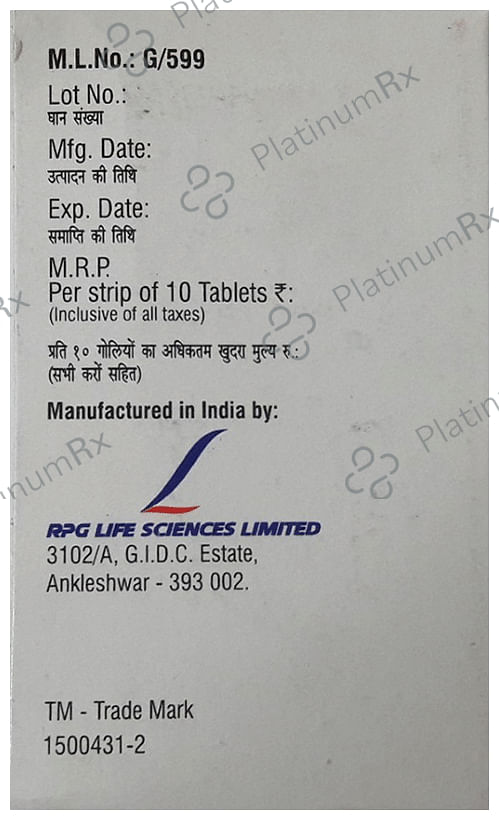 M.L.No.: G/599
Lot No.:
घान संख्या
Mfg. Date:
उत्पादन की तिथि
Exp. Date:
समाप्ति की तिथि
M.R.P.
Per strip of 10 Tablets ₹:
(Inclusive of all taxes)
प्रति १० गोलियों का अधिकतम खुदरा मुल्य रु.:
(सभी करों सहित)
Manufactured in India by:
RPG LIFE SCIENCES LIMITED
3102/A, G.I.D.C. Estate,
Ankleshwar - 393 002.
TM - Trade Mark
1500431-2
PlatinumRx
PlatinumRx
PlatinumRx